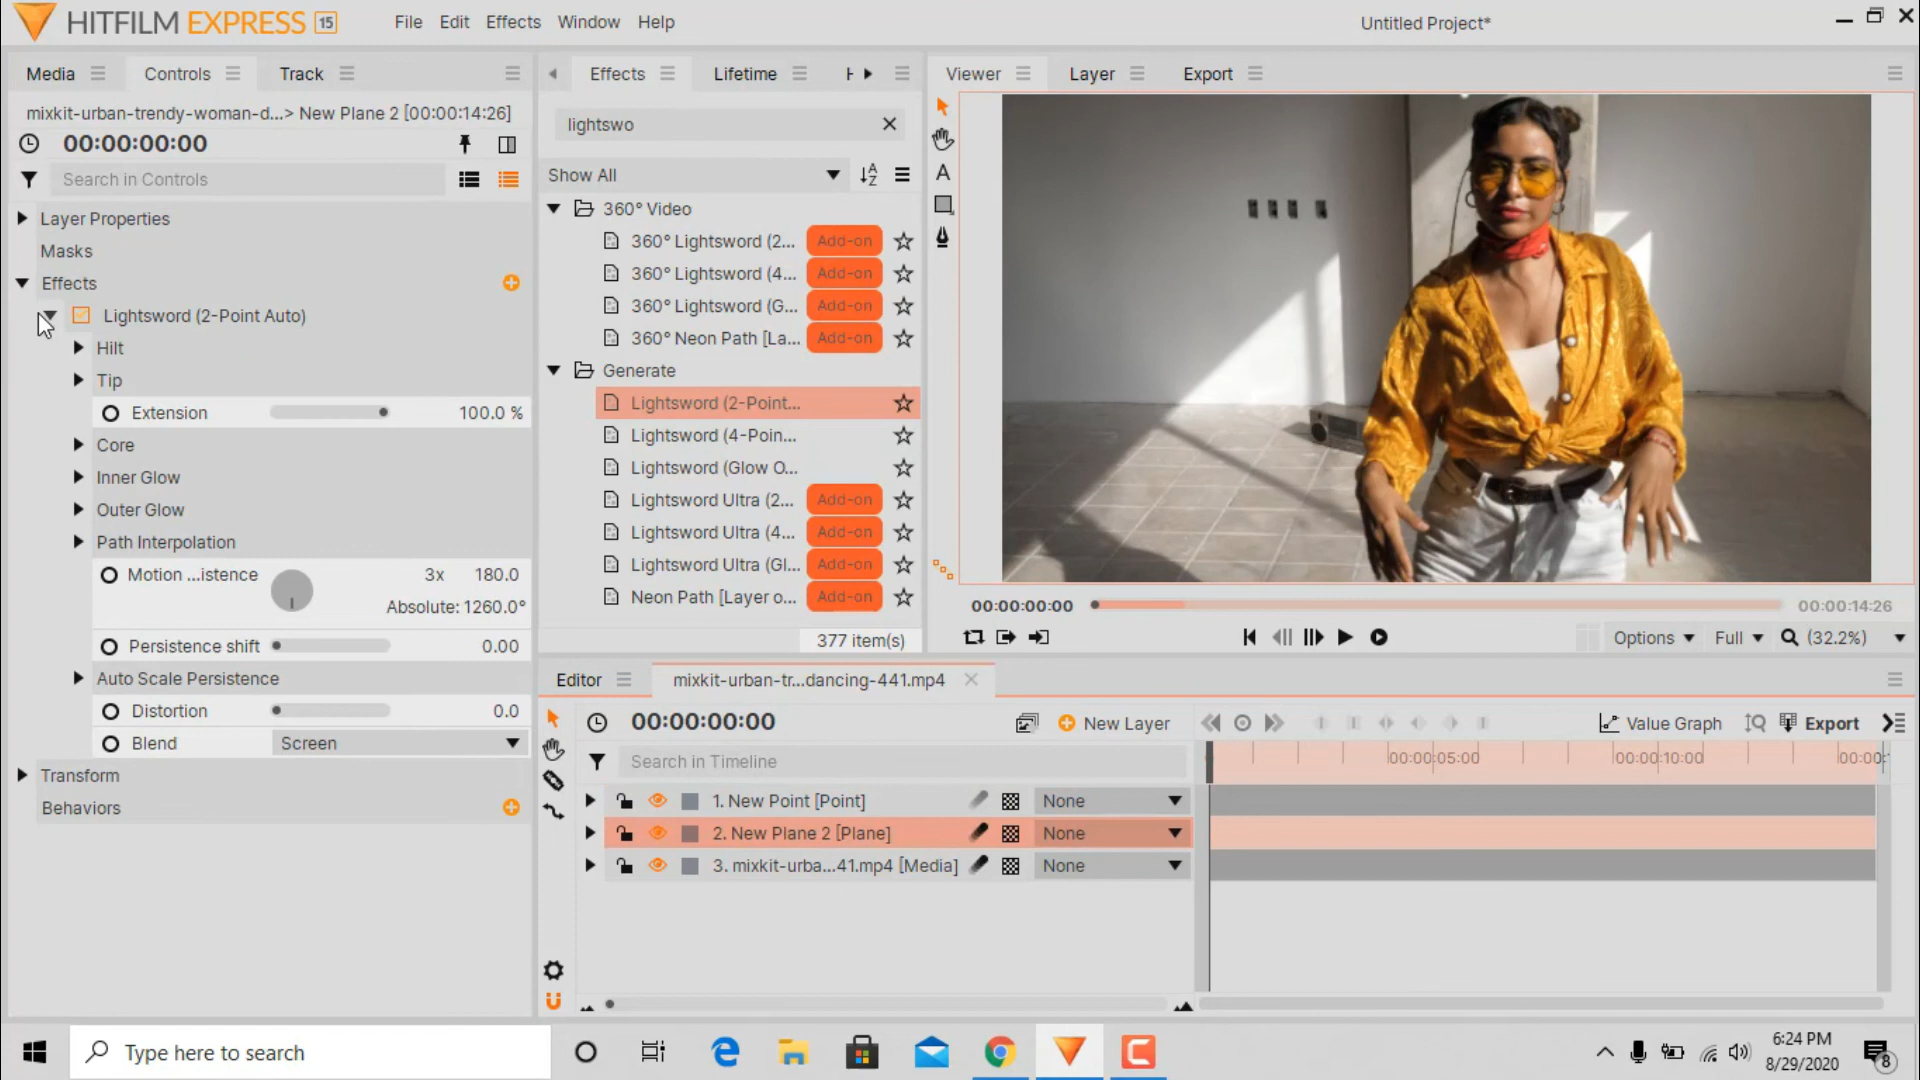 HITFILM EXPRESS 15
File Edit Effects Window Help
Untitled Project*
Media Controls Track
mixkit-urban-trendy-woman-d...> New Plane 2 [00:00:14:26]
00:00:00:00
Search in Controls
Layer Properties
Masks
Effects
Lightsword (2-Point Auto)
Hilt
Tip
Extension 100.0 %
Core
Inner Glow
Outer Glow
Path Interpolation
Motion ...istence 3x 180.0
Absolute: 1260.0°
Persistence shift 0.00
Auto Scale Persistence
Distortion 0.0
Blend Screen
Transform
Behaviors
Effects Lifetime
lightswo
Show All
360° Video
360° Lightsword (2... Add-on
360° Lightsword (4... Add-on
360° Lightsword (G... Add-on
360° Neon Path [La... Add-on
Generate
Lightsword (2-Point...
Lightsword (4-Poin...
Lightsword (Glow O...
Lightsword Ultra (2... Add-on
Lightsword Ultra (4... Add-on
Lightsword Ultra (Gl... Add-on
Neon Path [Layer o... Add-on
377 item(s)
Viewer Layer Export
00:00:00:00 00:00:14:26
Options Full (32.2%)
Editor mixkit-urban-tr...dancing-441.mp4
00:00:00:00 New Layer Value Graph Export
Search in Timeline
00:00:05:00 00:00:10:00
1. New Point [Point] None
2. New Plane 2 [Plane] None
3. mixkit-urba...41.mp4 [Media] None
Type here to search
6:24 PM
8/29/2020
8